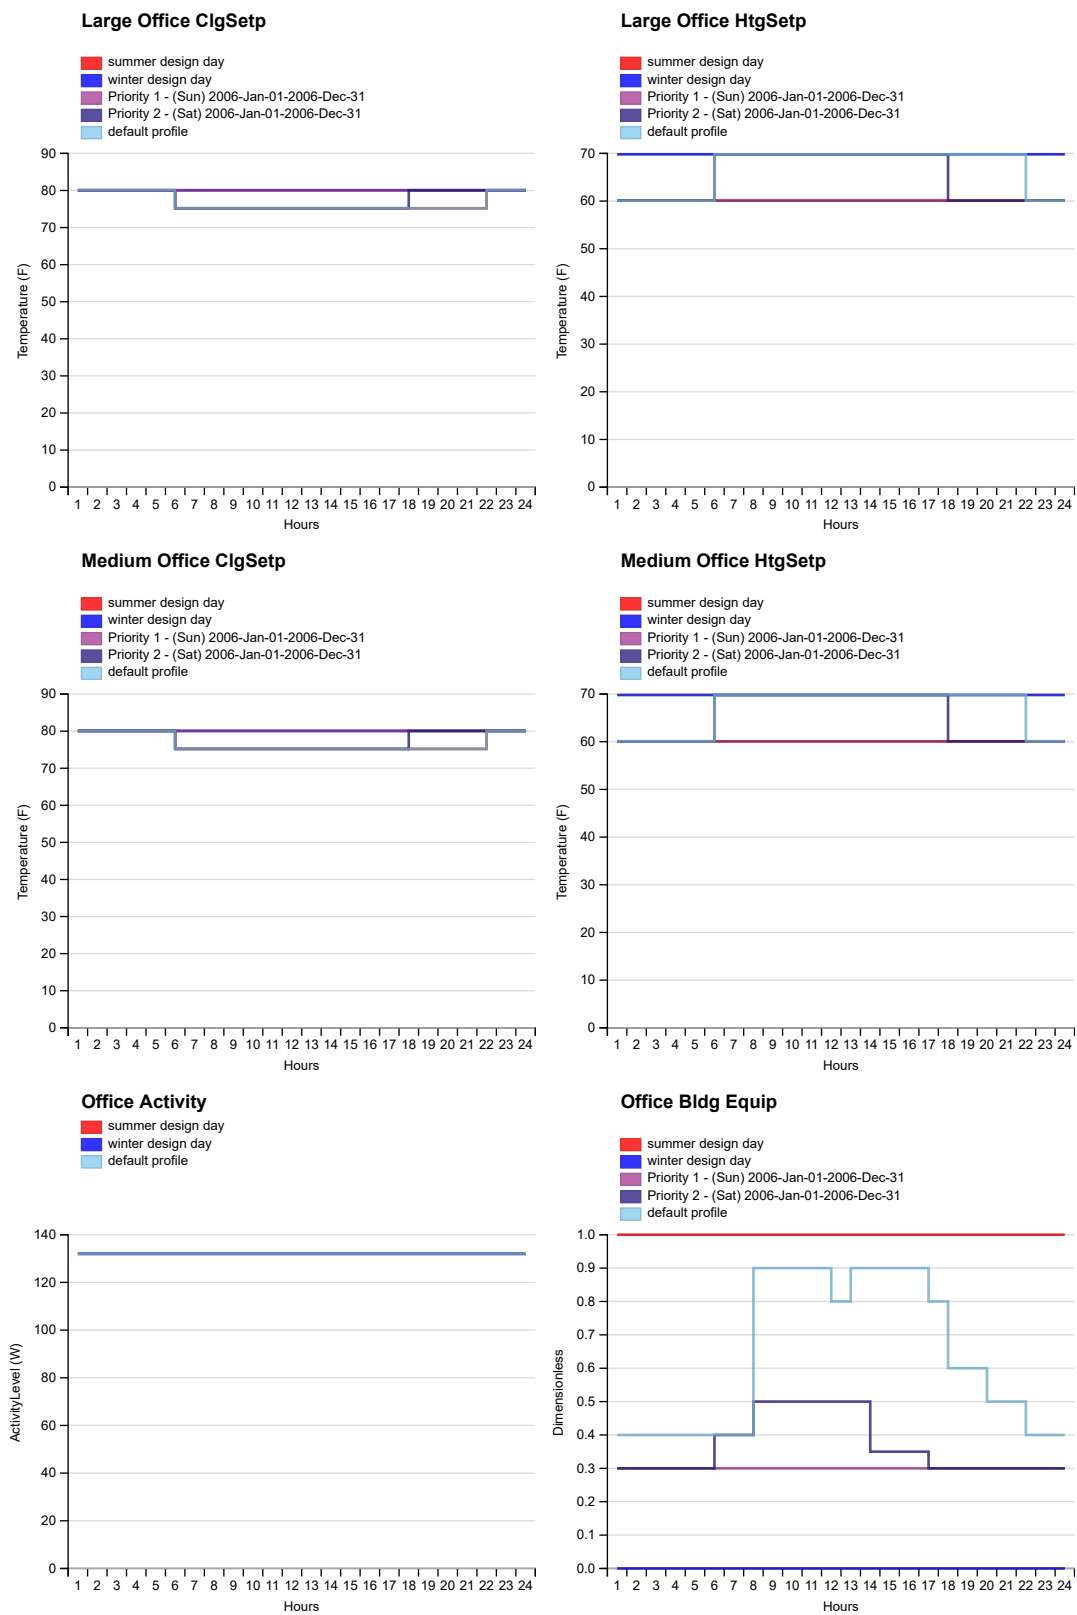 Large Office ClgSetp
summer design day
winter design day
Priority 1 - (Sun) 2006-Jan-01-2006-Dec-31
Priority 2 - (Sat) 2006-Jan-01-2006-Dec-31
default profile
90
80
70
60
50
40
30
20
10
0
Temperature (F)
1 2 3 4 5 6 7 8 9 10 11 12 13 14 15 16 17 18 19 20 21 22 23 24
Hours
Large Office HtgSetp
summer design day
winter design day
Priority 1 - (Sun) 2006-Jan-01-2006-Dec-31
Priority 2 - (Sat) 2006-Jan-01-2006-Dec-31
default profile
70
60
50
40
30
20
10
0
Temperature (F)
1 2 3 4 5 6 7 8 9 10 11 12 13 14 15 16 17 18 19 20 21 22 23 24
Hours
Medium Office ClgSetp
summer design day
winter design day
Priority 1 - (Sun) 2006-Jan-01-2006-Dec-31
Priority 2 - (Sat) 2006-Jan-01-2006-Dec-31
default profile
90
80
70
60
50
40
30
20
10
0
Temperature (F)
1 2 3 4 5 6 7 8 9 10 11 12 13 14 15 16 17 18 19 20 21 22 23 24
Hours
Medium Office HtgSetp
summer design day
winter design day
Priority 1 - (Sun) 2006-Jan-01-2006-Dec-31
Priority 2 - (Sat) 2006-Jan-01-2006-Dec-31
default profile
70
60
50
40
30
20
10
0
Temperature (F)
1 2 3 4 5 6 7 8 9 10 11 12 13 14 15 16 17 18 19 20 21 22 23 24
Hours
Office Activity
summer design day
winter design day
default profile
140
120
100
80
60
40
20
0
ActivityLevel (W)
1 2 3 4 5 6 7 8 9 10 11 12 13 14 15 16 17 18 19 20 21 22 23 24
Hours
Office Bldg Equip
summer design day
winter design day
Priority 1 - (Sun) 2006-Jan-01-2006-Dec-31
Priority 2 - (Sat) 2006-Jan-01-2006-Dec-31
default profile
1.0
0.9
0.8
0.7
0.6
0.5
0.4
0.3
0.2
0.1
0.0
Dimensionless
1 2 3 4 5 6 7 8 9 10 11 12 13 14 15 16 17 18 19 20 21 22 23 24
Hours